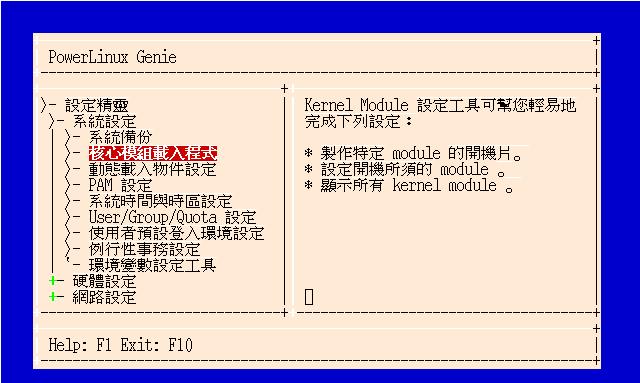 PowerLinux Genie
設定精靈
系統設定
系統備份
核心模組載入程式
動態載入物件設定
PAM 設定
系統時間與時區設定
User/Group/Quota 設定
使用者預設登入環境設定
例行性事務設定
環境變數設定工具
硬體設定
網路設定
Kernel Module 設定工具可幫您輕易地
完成下列設定：
* 製作特定 module 的開機片。
* 設定開機所須的 module 。
* 顯示所有 kernel module 。
Help: F1 Exit: F10